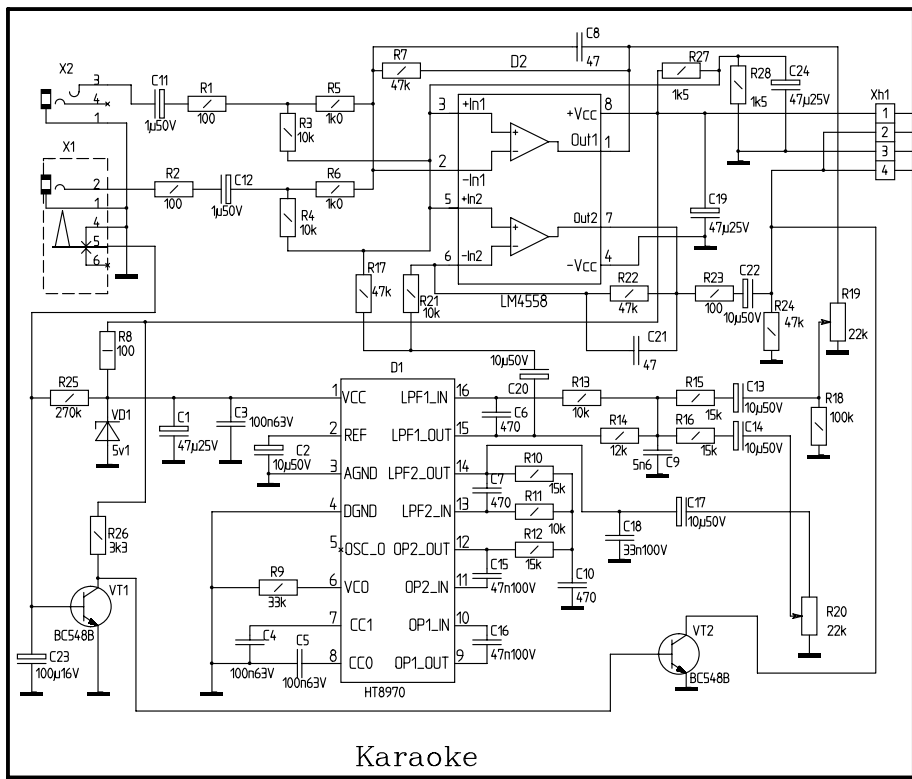 X2
3
4
1
C11
1µ50V
R1
100
R3
10k
R5
1k0
R7
47k
C8
47
D2
R27
1k5
R28
1k5
C24
47µ25V
Xh1
1
2
3
4
X1
2
1
4
5
6
R2
100
C12
1µ50V
R4
10k
R6
1k0
3
+In1
2
-In1
5
+In2
6
-In2
+Vcc
8
Out1
1
Out2
7
-Vcc
4
LM4558
C19
47µ25V
R17
47k
R21
10k
R22
47k
R23
100
C22
10µ50V
R24
47k
R19
22k
C21
47
R8
100
R25
270k
VD1
5v1
C1
47µ25V
C3
100n63V
C2
10µ50V
D1
1
VCC
2
REF
3
AGND
4
DGND
5
OSC_O
6
VCO
7
CC1
8
CC0
LPF1_IN
16
LPF1_OUT
15
LPF2_OUT
14
LPF2_IN
13
OP2_OUT
12
OP2_IN
11
OP1_IN
10
OP1_OUT
9
HT8970
10µ50V
C20
C6
470
R13
10k
R15
15k
C13
10µ50V
R14
12k
R16
15k
C14
10µ50V
C9
5n6
R18
100k
R10
15k
C7
470
R11
10k
R12
15k
C17
10µ50V
C18
33n100V
C15
47n100V
C10
470
C16
47n100V
R20
22k
R26
3k3
VT1
BC548B
C23
100µ16V
R9
33k
C4
100n63V
C5
100n63V
VT2
BC548B
Karaoke